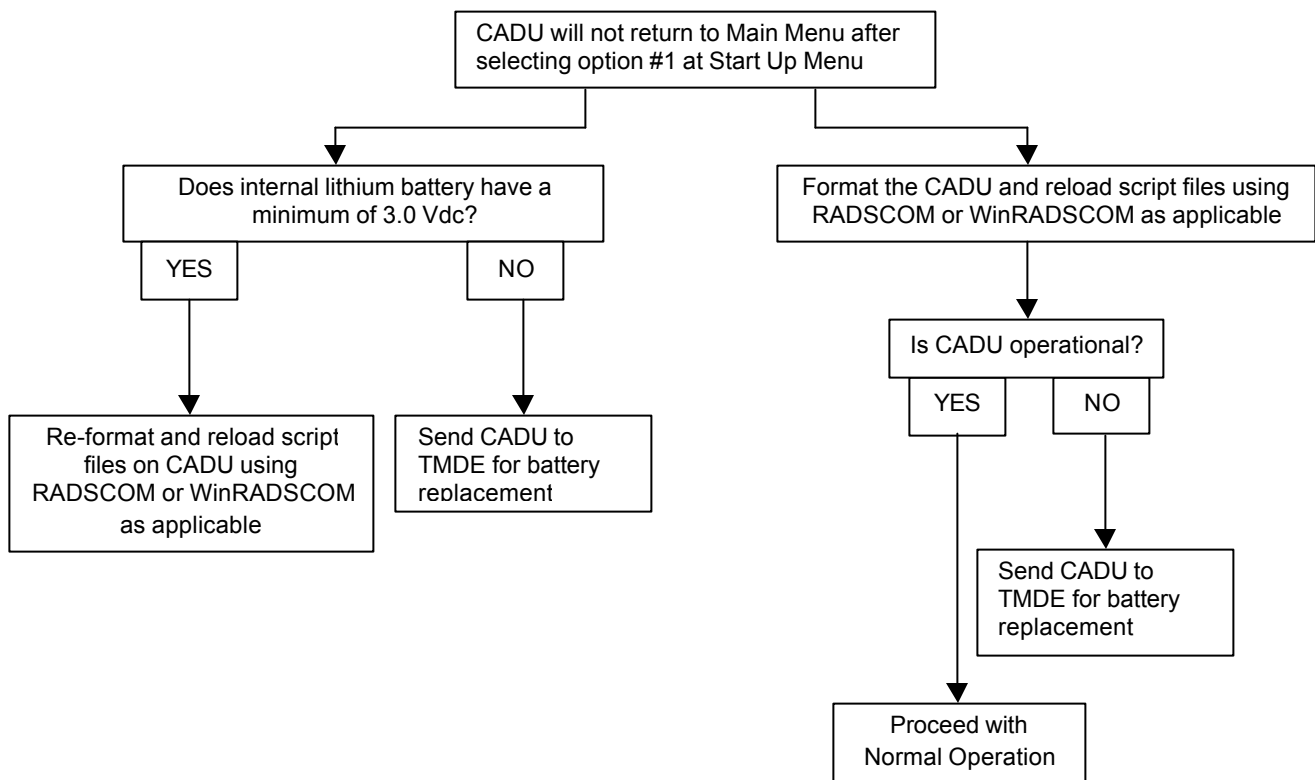 CADU will not return to Main Menu after
selecting option #1 at Start Up Menu
Does internal lithium battery have a
minimum of 3.0 Vdc?
YES
NO
Re-format and reload script
files on CADU using
RADSCOM or WinRADSCOM
as applicable
Send CADU to
TMDE for battery
replacement
Format the CADU and reload script files using
RADSCOM or WinRADSCOM as applicable
Is CADU operational?
YES
NO
Send CADU to
TMDE for battery
replacement
Proceed with
Normal Operation